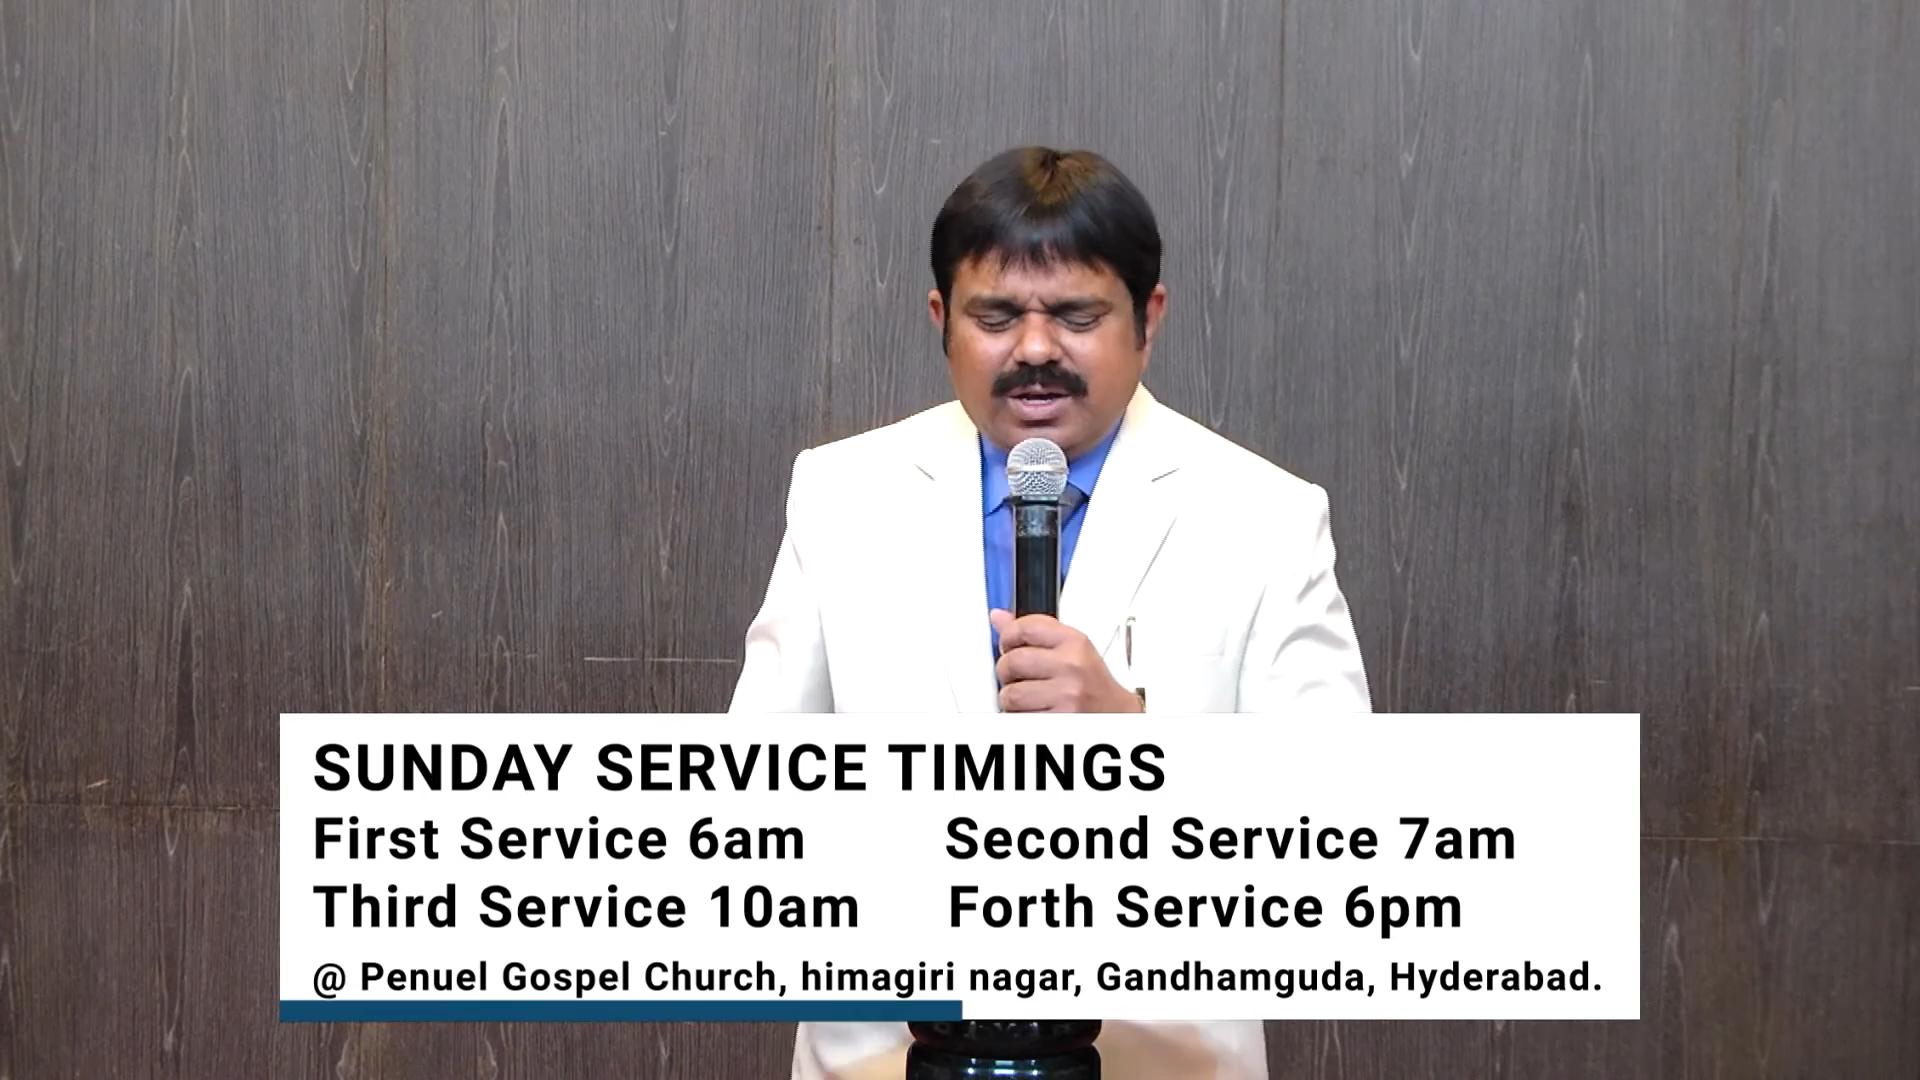 SUNDAY SERVICE TIMINGS
First Service 6am Second Service 7am
Third Service 10am Forth Service 6pm
@ Penuel Gospel Church, himagiri nagar, Gandhamguda, Hyderabad.